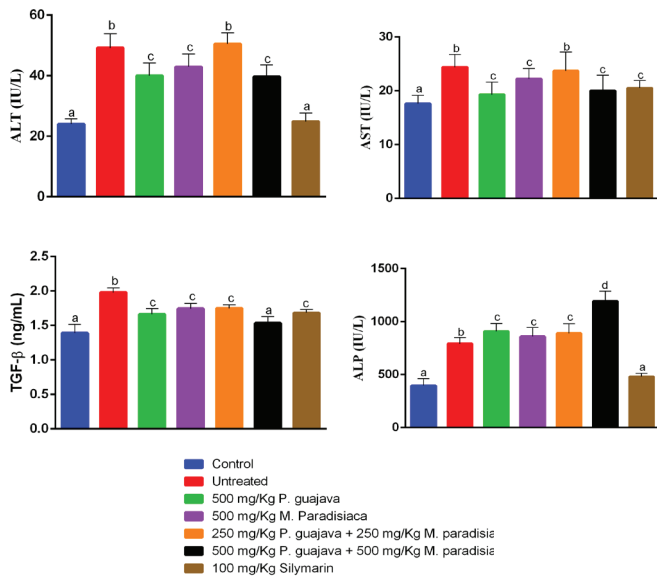 60
40
20
0
ALT (IU/L)
a
b
c
c
b
c
a
30
20
10
0
AST (IU/L)
a
b
c
c
b
c
c
2.5
2.0
1.5
1.0
0.5
0.0
TGF-β (ng/mL)
a
b
c
c
c
a
c
1500
1000
500
0
ALP (IU/L)
a
b
c
c
c
d
a
Control
Untreated
500 mg/Kg P. guajava
500 mg/Kg M. Paradisiaca
250 mg/Kg P. guajava + 250 mg/Kg M. paradisia
500 mg/Kg P. guajava + 500 mg/Kg M. paradisia
100 mg/Kg Silymarin